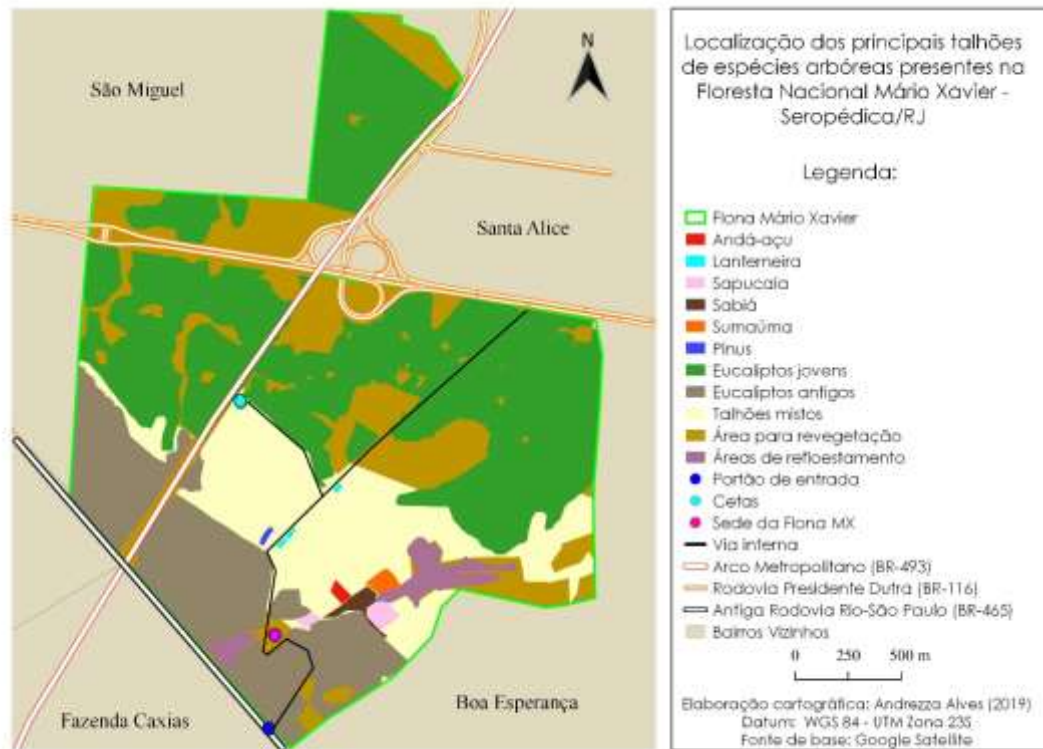 São Miguel
N
Santa Alice
Fazenda Caxias
Boa Esperança
Localização dos principais talhões
de espécies arbóreas presentes na
Floresta Nacional Mário Xavier -
Seropédica/RJ
Legenda:
Flona Mário Xavier
Andá-açu
Lanterneira
Sapucaia
Sabiá
Sumaúma
Pinus
Eucaliptos jovens
Eucaliptos antigos
Talhões mistos
Área para revegetação
Áreas de reflorestamento
Portão de entrada
Cetas
Sede da Flona MX
Via interna
Arco Metropolitano (BR-493)
Rodovia Presidente Dutra (BR-116)
Antiga Rodovia Rio-São Paulo (BR-465)
Bairros Vizinhos
0 250 500 m
Elaboração cartográfica: Andrezza Alves (2019)
Datum: WGS 84 - UTM Zona 23S
Fonte de base: Google Satellite